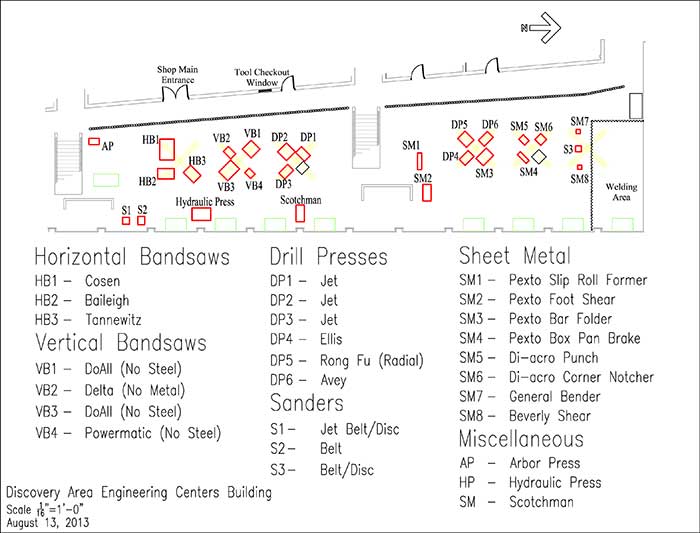 N
Shop Main
Entrance
Tool Checkout
Window
AP
HB1
HB2
HB3
VB2
VB1
VB3
VB4
DP2
DP1
DP3
SM1
SM2
DP5
DP6
DP4
SM3
SM5
SM6
SM4
SM7
S3
SM8
Welding
Area
S1
S2
Hydraulic Press
Scotchman
Horizontal Bandsaws
HB1 – Cosen
HB2 – Baileigh
HB3 – Tannewitz
Vertical Bandsaws
VB1 – DoAll (No Steel)
VB2 – Delta (No Metal)
VB3 – DoAll (No Steel)
VB4 – Powermatic (No Steel)
Drill Presses
DP1 – Jet
DP2 – Jet
DP3 – Jet
DP4 – Ellis
DP5 – Rong Fu (Radial)
DP6 – Avey
Sanders
S1 – Jet Belt/Disc
S2 – Belt
S3 – Belt/Disc
Sheet Metal
SM1 – Pexto Slip Roll Former
SM2 – Pexto Foot Shear
SM3 – Pexto Bar Folder
SM4 – Pexto Box Pan Brake
SM5 – Di-acro Punch
SM6 – Di-acro Corner Notcher
SM7 – General Bender
SM8 – Beverly Shear
Miscellaneous
AP – Arbor Press
HP – Hydraulic Press
SM – Scotchman
Discovery Area Engineering Centers Building
Scale 1/16"=1'-0"
August 13, 2013